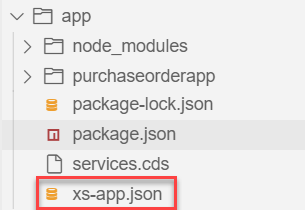 app
node_modules
purchaseorderapp
package-lock.json
package.json
services.cds
xs-app.json